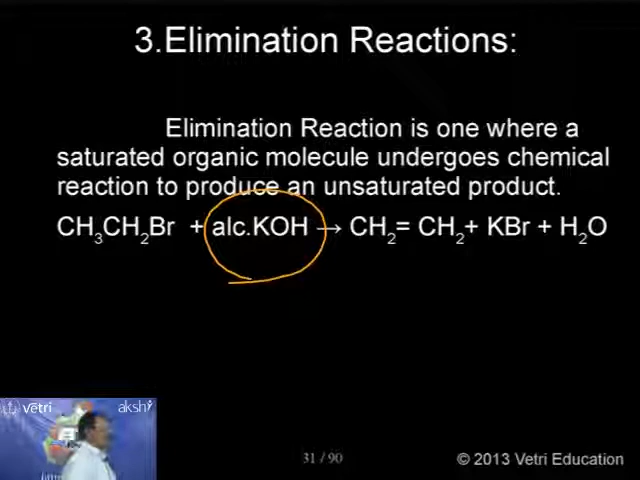 3.Elimination Reactions:
Elimination Reaction is one where a
saturated organic molecule undergoes chemical
reaction to produce an unsaturated product.
CH₃CH₂Br + alc.KOH → CH₂= CH₂+ KBr + H₂O
vetri akshi
31 / 90 © 2013 Vetri Education